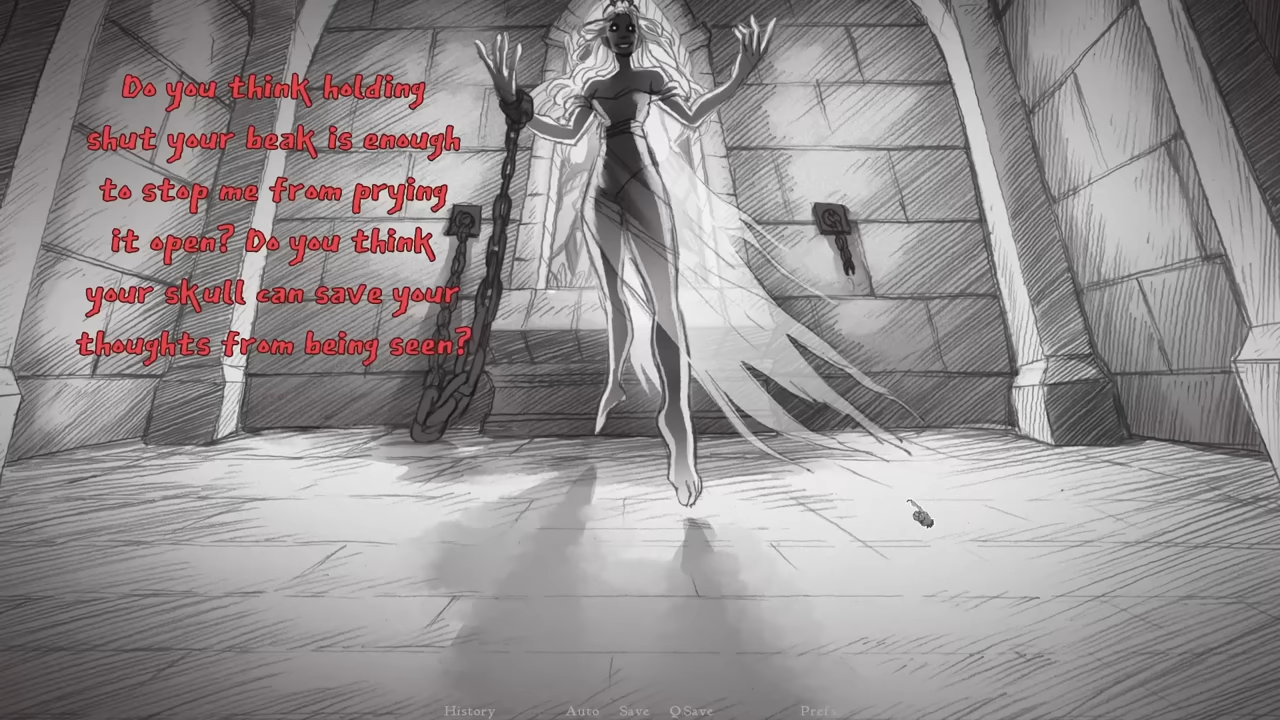 Do you think holding
shut your beak is enough
to stop me from prying
it open? Do you think
your skull can save your
thoughts from being seen?
History Auto Save Q.Save Prefs